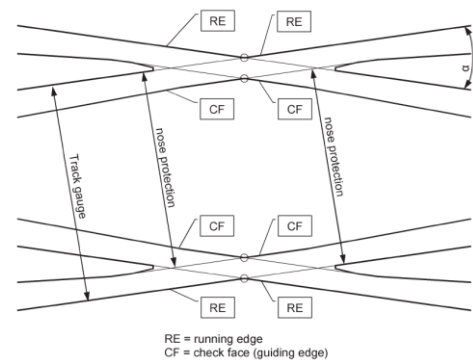 RE
RE
α
CF
CF
Track gauge
nose protection
nose protection
CF
CF
RE
RE
RE = running edge
CF = check face (guiding edge)